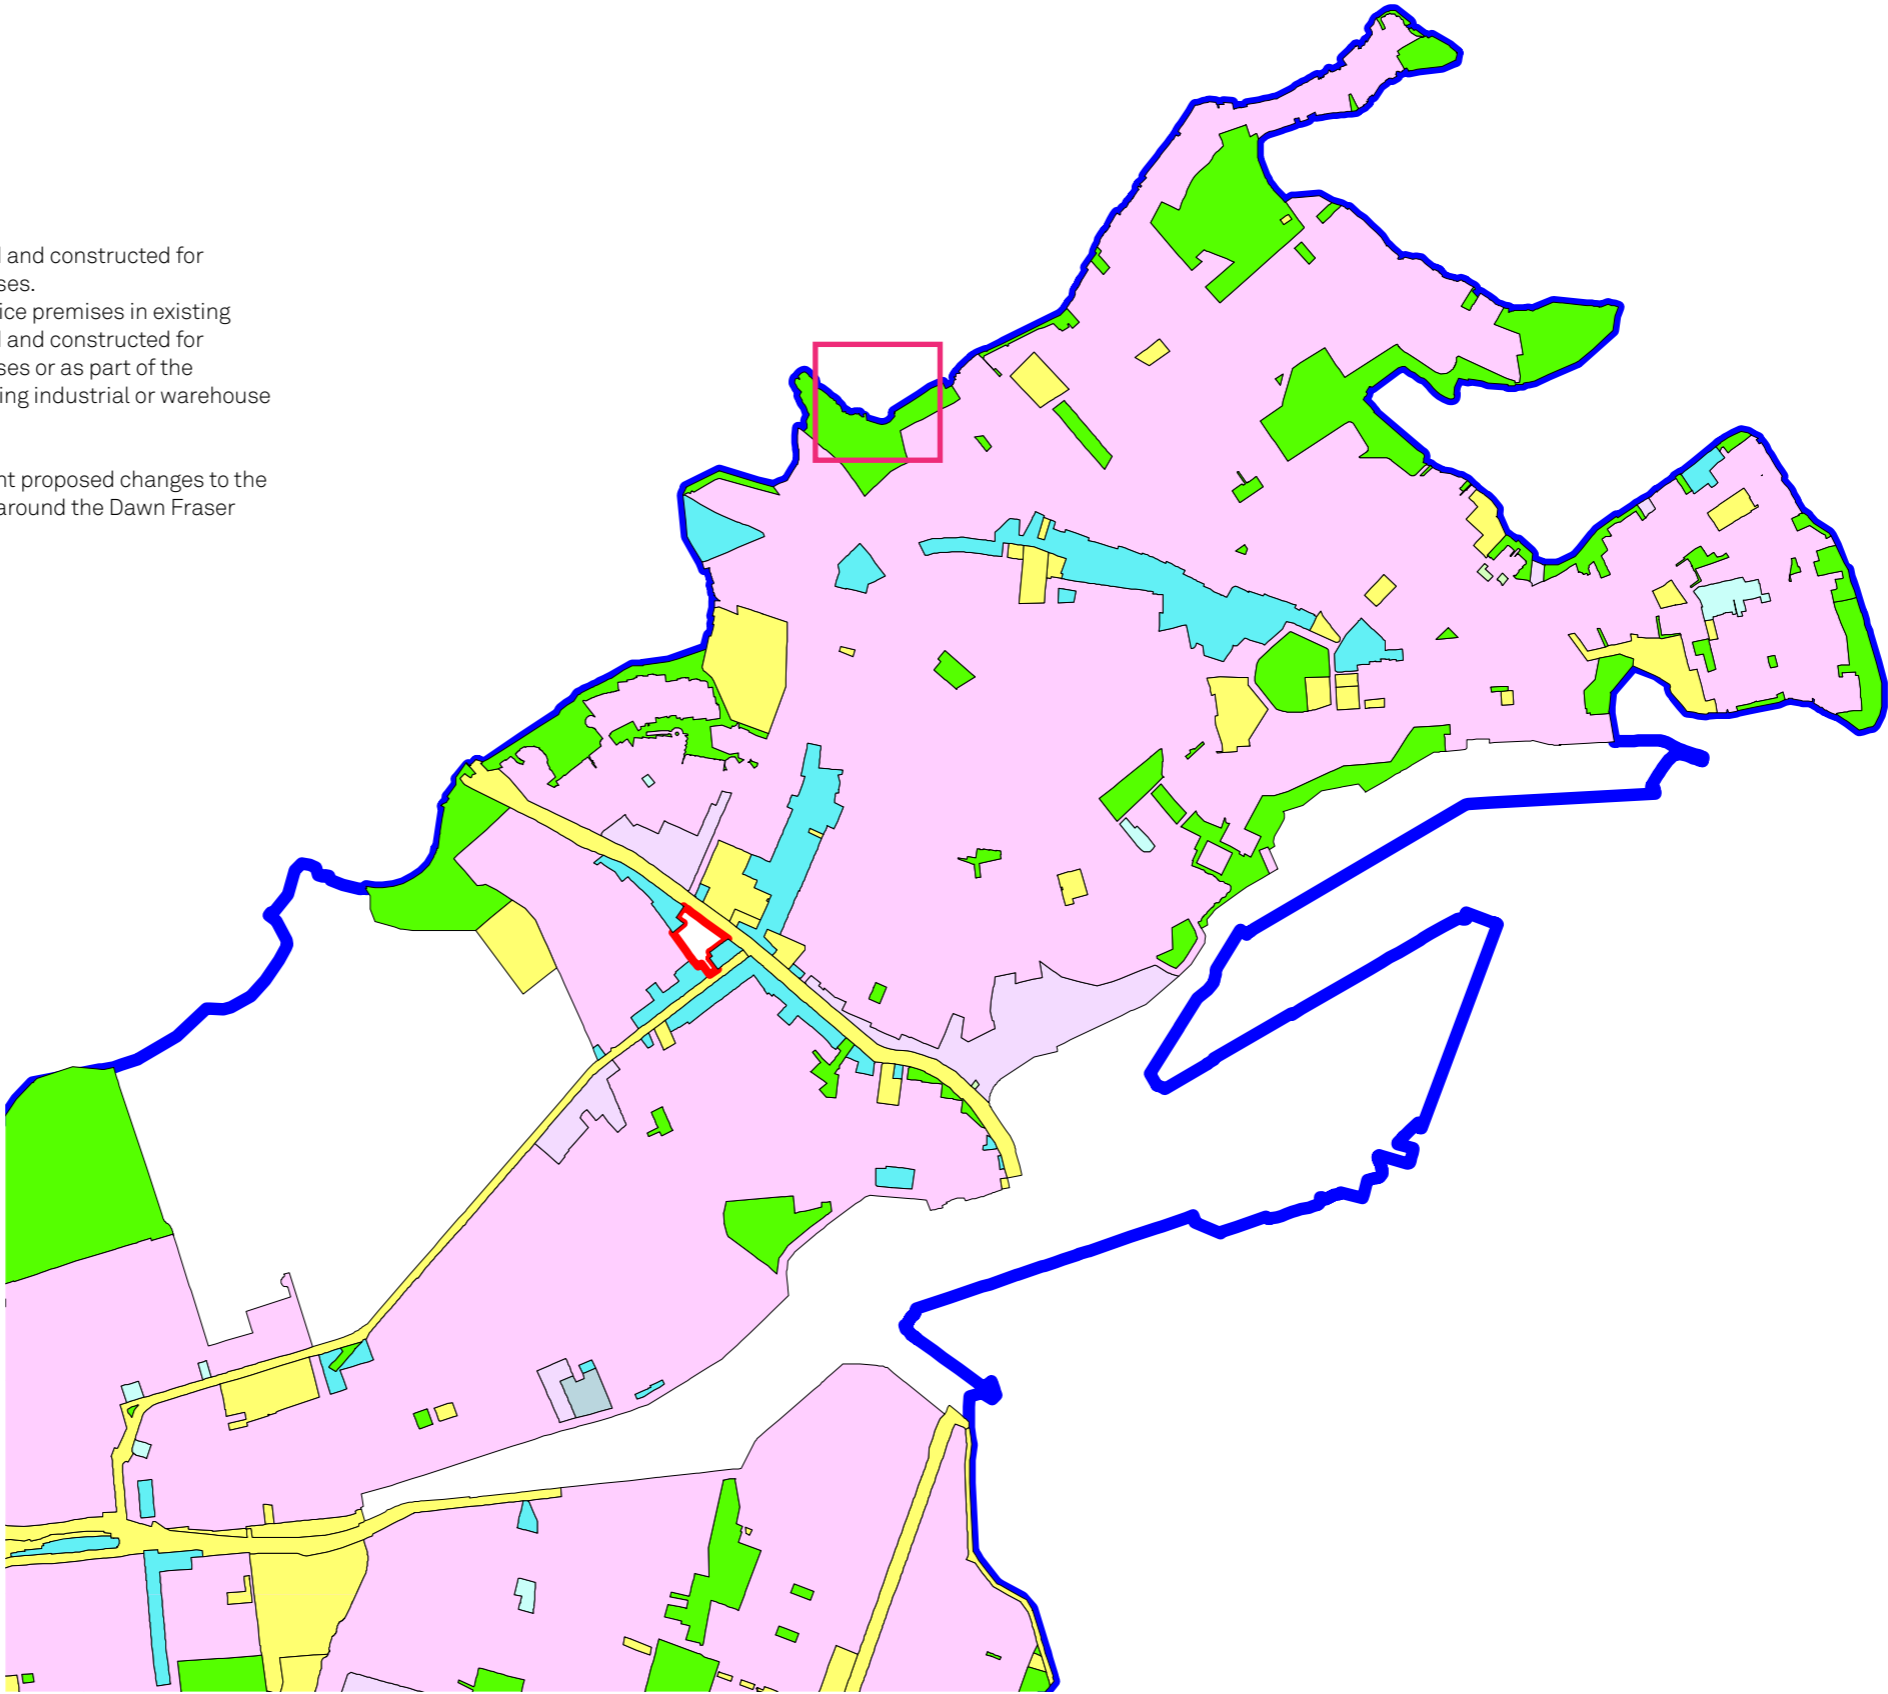 and constructed for
ses.
ice premises in existing
and constructed for
ses or as part of the
ing industrial or warehouse
nt proposed changes to the
around the Dawn Fraser